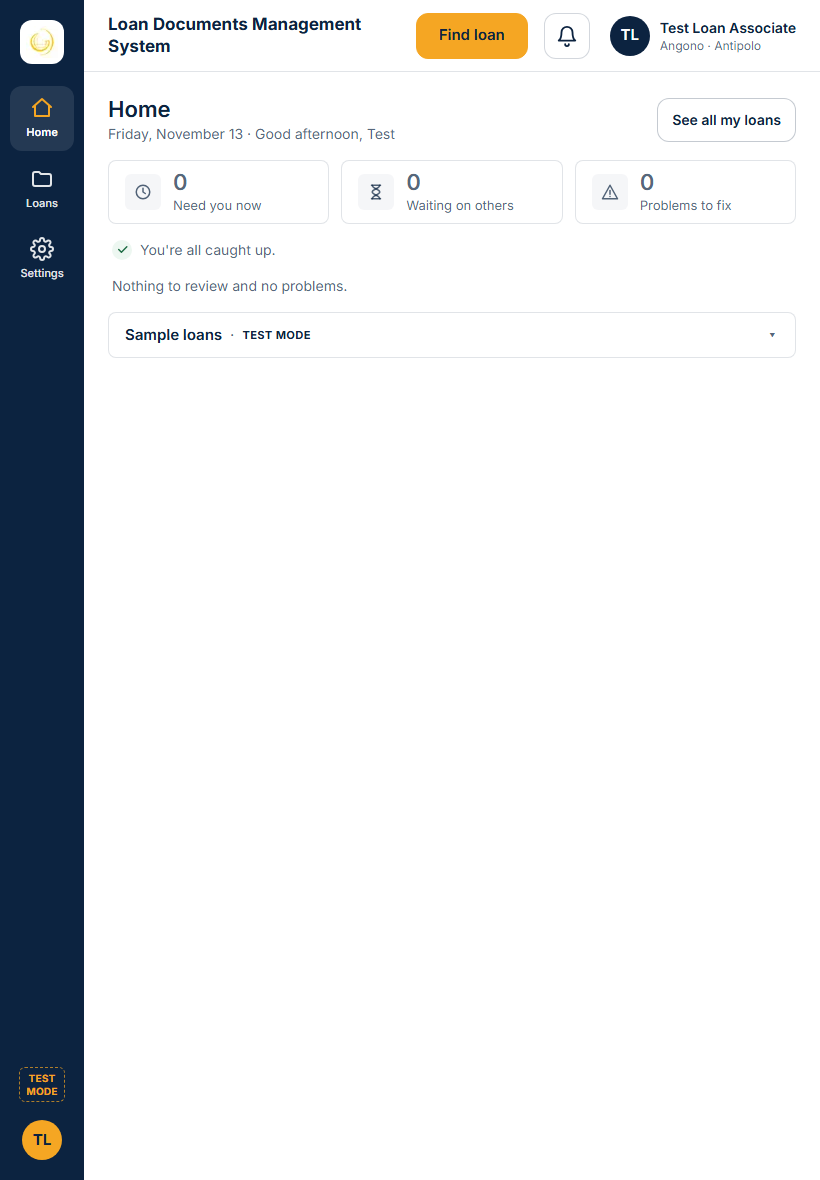 Loan Documents Management
System
Find loan
TL
Test Loan Associate
Angono · Antipolo
Home
Loans
Settings
Home
Friday, November 13 · Good afternoon, Test
See all my loans
0
Need you now
0
Waiting on others
0
Problems to fix
You're all caught up.
Nothing to review and no problems.
Sample loans · TEST MODE
TEST
MODE
TL